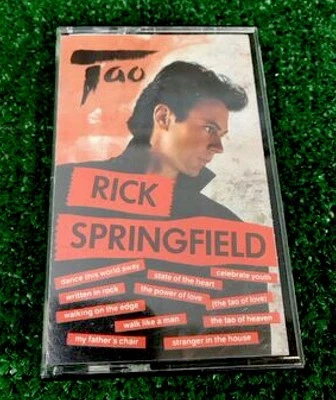 Tao
RICK
SPRINGFIELD
dance this world away
state of the heart
celebrate youth
written in rock
the power of love
(the tao of love)
walking on the edge
walk like a man
the tao of heaven
my father's chair
stranger in the house